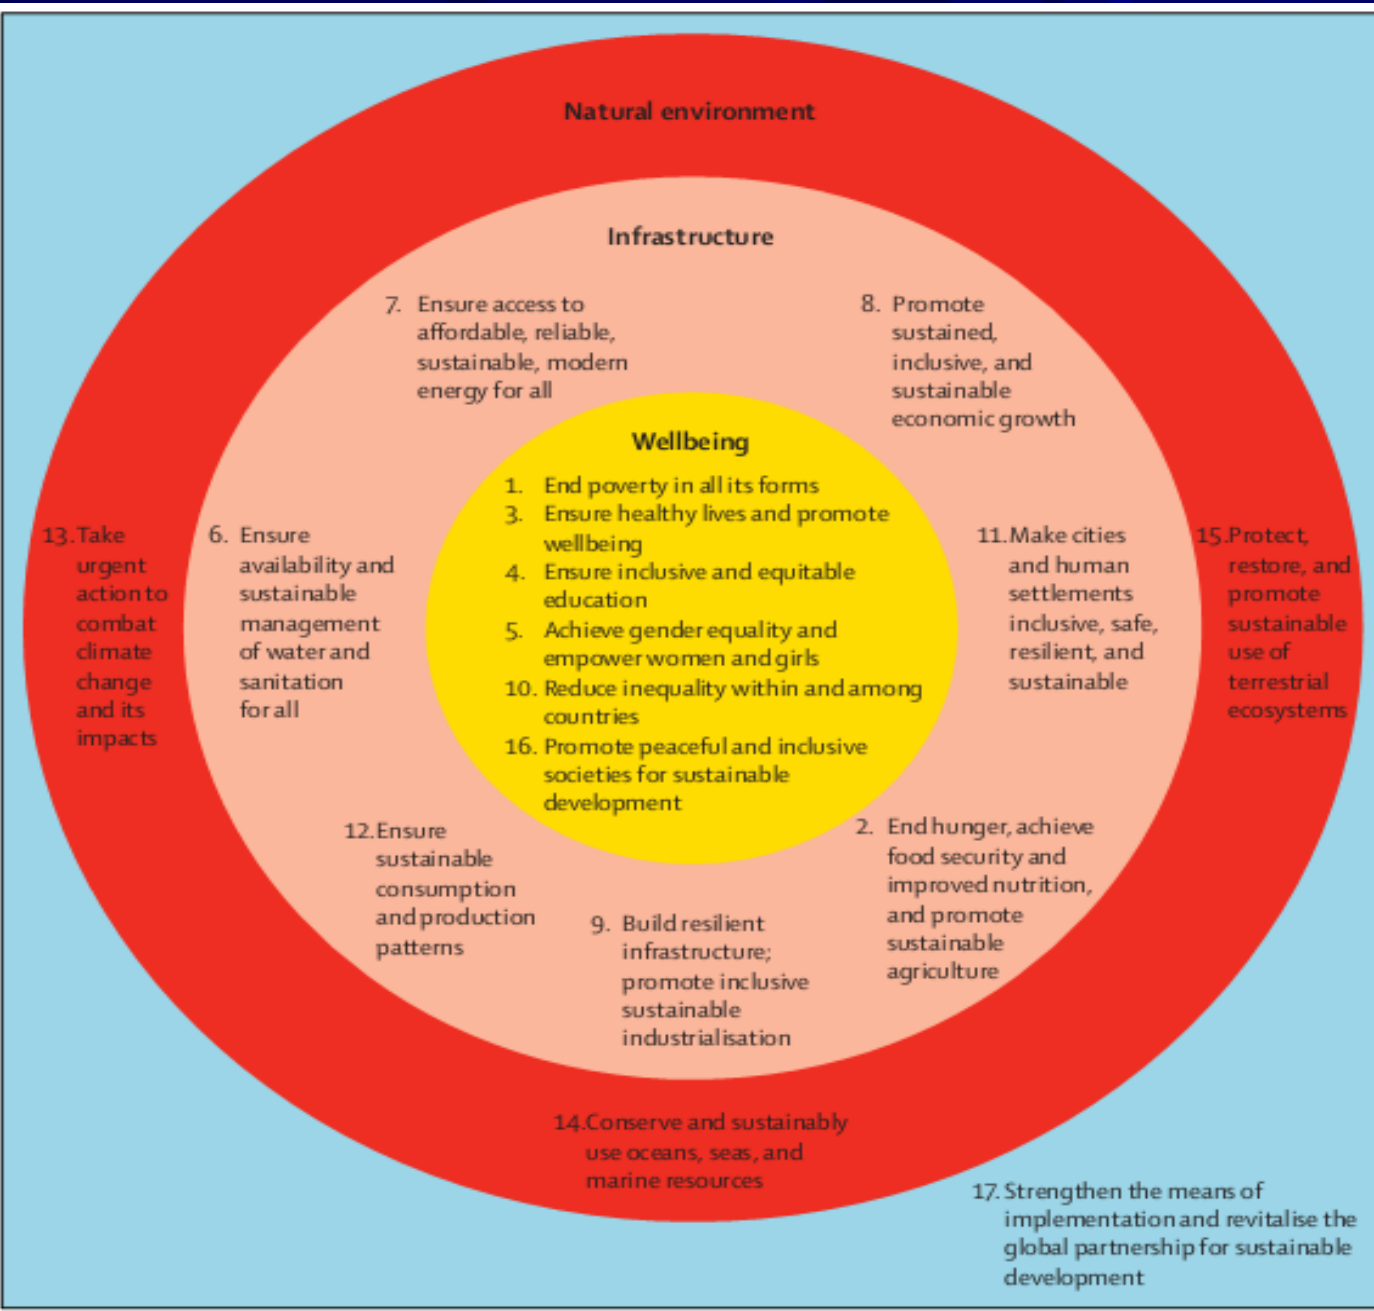 Natural environment
Infrastructure
7. Ensure access to
affordable, reliable,
sustainable, modern
energy for all
8. Promote
sustained,
inclusive, and
sustainable
economic growth
Wellbeing
1. End poverty in all its forms
3. Ensure healthy lives and promote
wellbeing
4. Ensure inclusive and equitable
education
5. Achieve gender equality and
empower women and girls
10. Reduce inequality within and among
countries
16. Promote peaceful and inclusive
societies for sustainable
development
13. Take
urgent
action to
combat
climate
change
and its
impacts
6. Ensure
availability and
sustainable
management
of water and
sanitation
for all
11. Make cities
and human
settlements
inclusive, safe,
resilient, and
sustainable
15. Protect,
restore, and
promote
sustainable
use of
terrestrial
ecosystems
12. Ensure
sustainable
consumption
and production
patterns
9. Build resilient
infrastructure;
promote inclusive
sustainable
industrialisation
2. End hunger, achieve
food security and
improved nutrition,
and promote
sustainable
agriculture
14. Conserve and sustainably
use oceans, seas, and
marine resources
17. Strengthen the means of
implementation and revitalise the
global partnership for sustainable
development